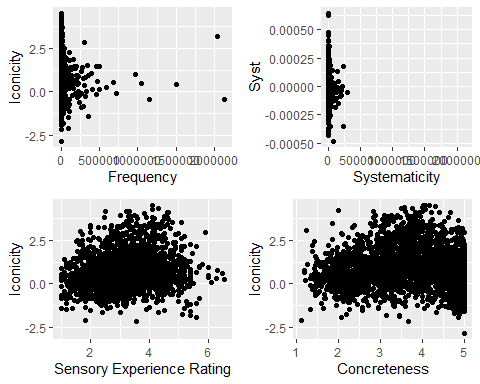 Iconicity
2.5
0.0
-2.5
0 500000 1000000 1500000 2000000
Frequency
Syst
0.00050
0.00025
0.00000
-0.00025
-0.00050
0 500000 1000000 1500000 2000000
Systematicity
Iconicity
2.5
0.0
-2.5
2 4 6
Sensory Experience Rating
Iconicity
2.5
0.0
-2.5
1 2 3 4 5
Concreteness